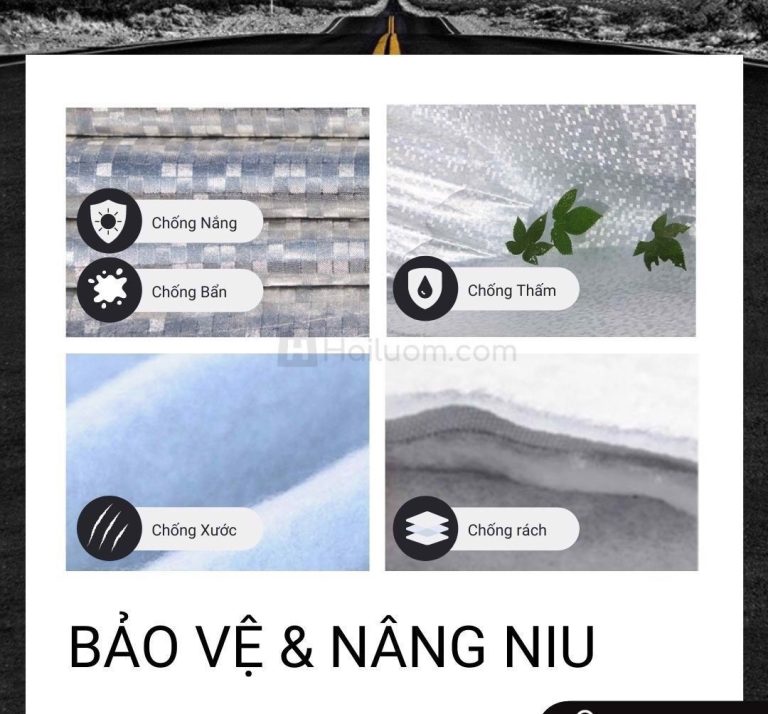 Chống Nắng
Chống Bẩn
Chống Thấm
Hailuom.com
Chống Xước
Chống rách
BẢO VỆ & NÂNG NIU